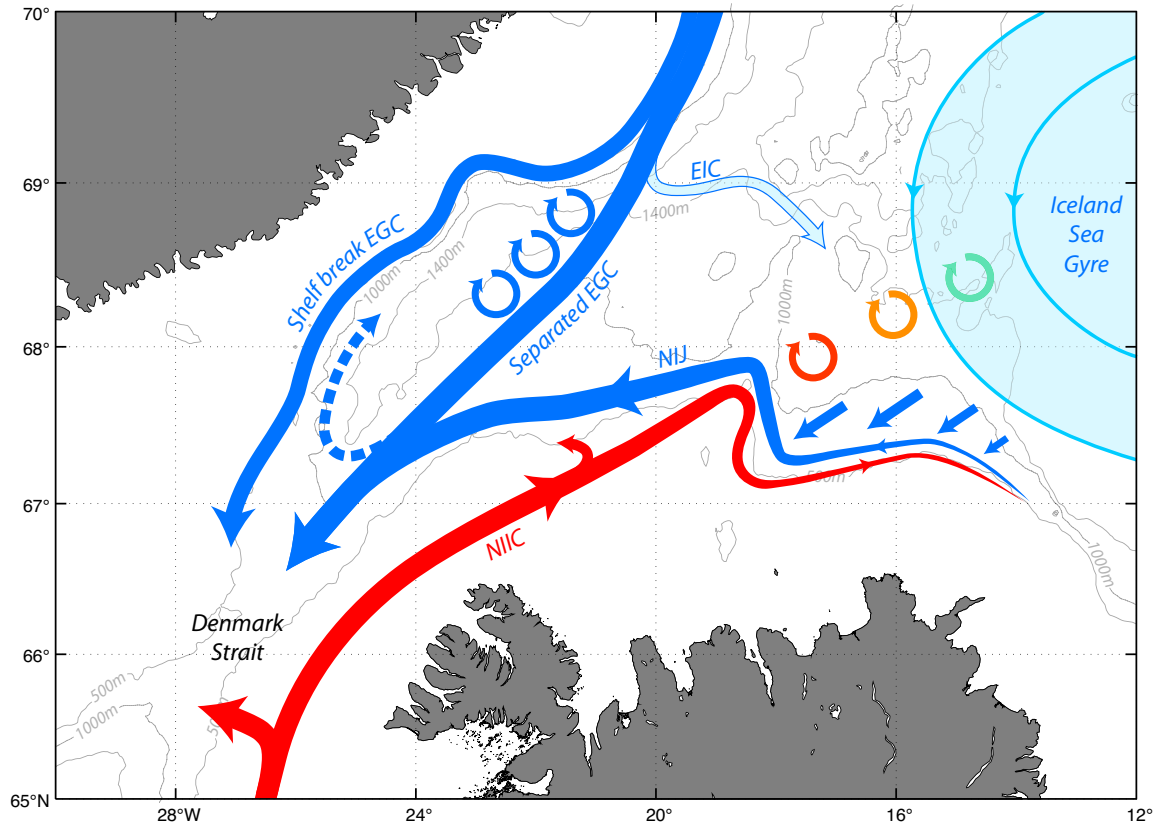 70°
69°
68°
67°
66°
65°N
28°W
24°
20°
16°
12°
EIC
1400m
Iceland
Sea
Gyre
Shelf break EGC
1000m
1400m
Separated EGC
1000m
NIJ
500m
NIIC
1000m
Denmark
Strait
500m
1000m